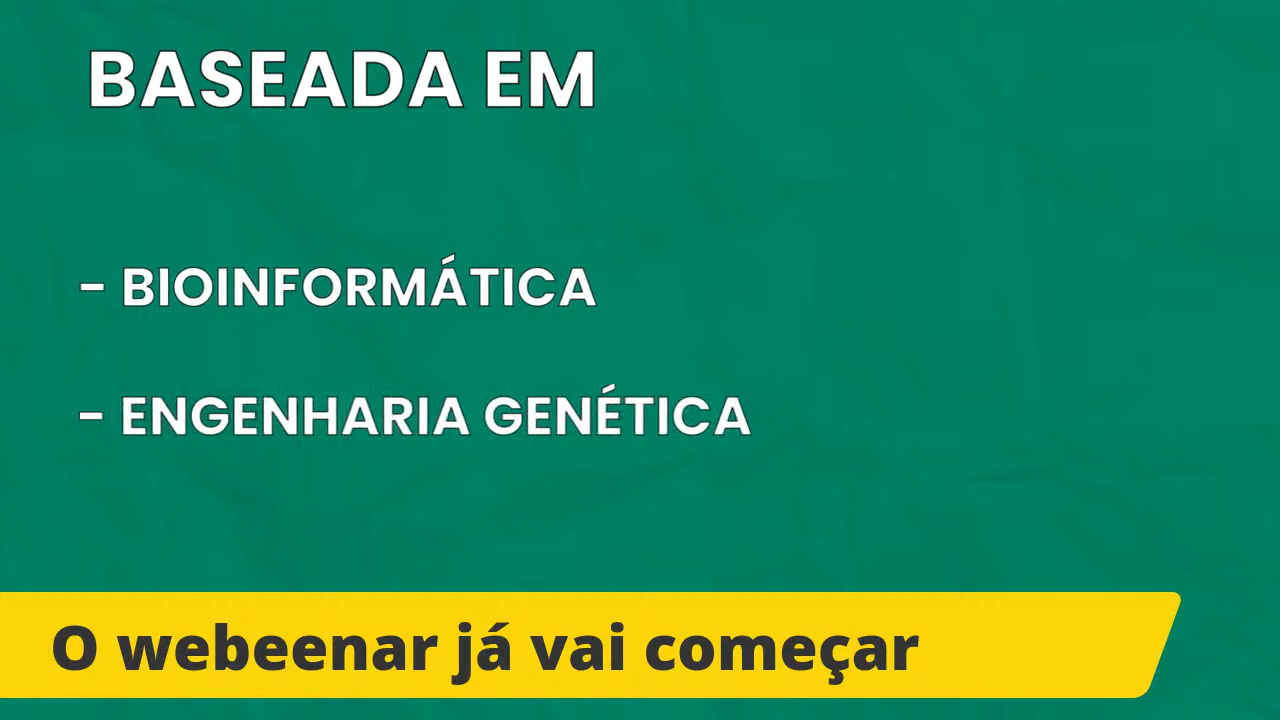 BASEADA EM
- BIOINFORMÁTICA
- ENGENHARIA GENÉTICA
O webeenar já vai começar